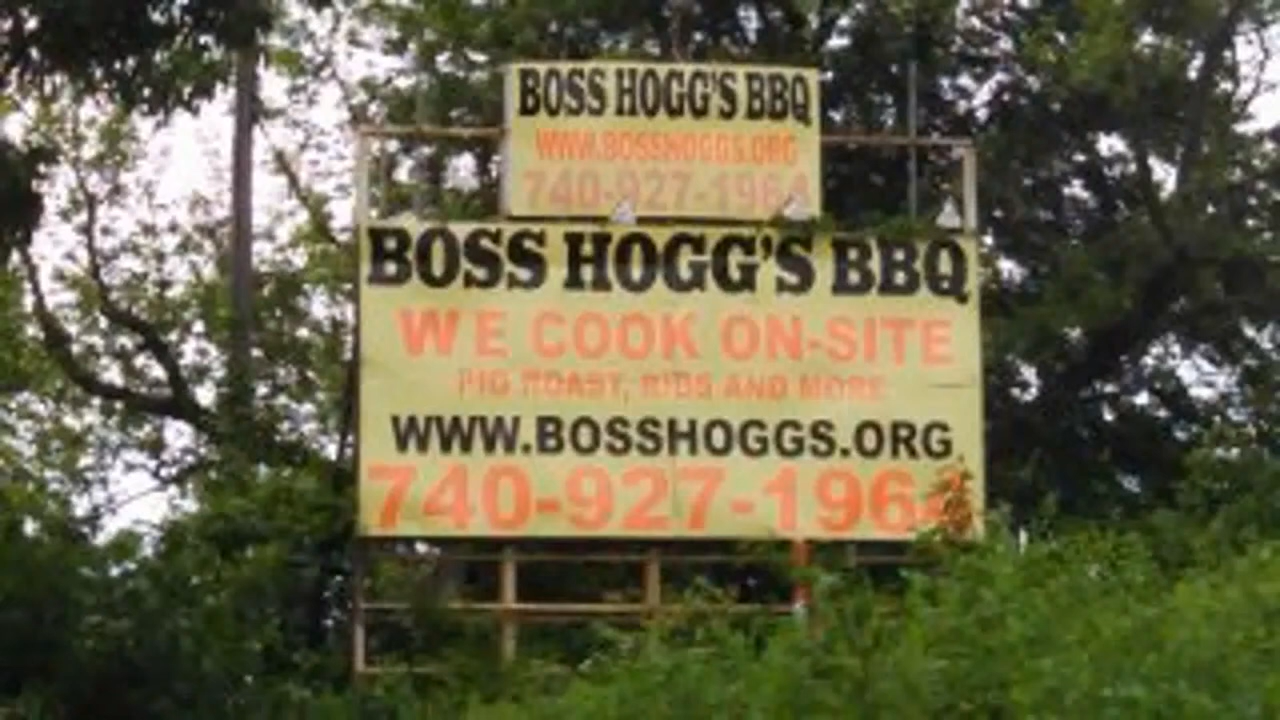 BOSS HOGG'S BBQ
WWW.BOSSHOGGS.ORG
740-927-1964
BOSS HOGG'S BBQ
WE COOK ON-SITE
PIG ROAST, RIBS AND MORE
WWW.BOSSHOGGS.ORG
740-927-1964